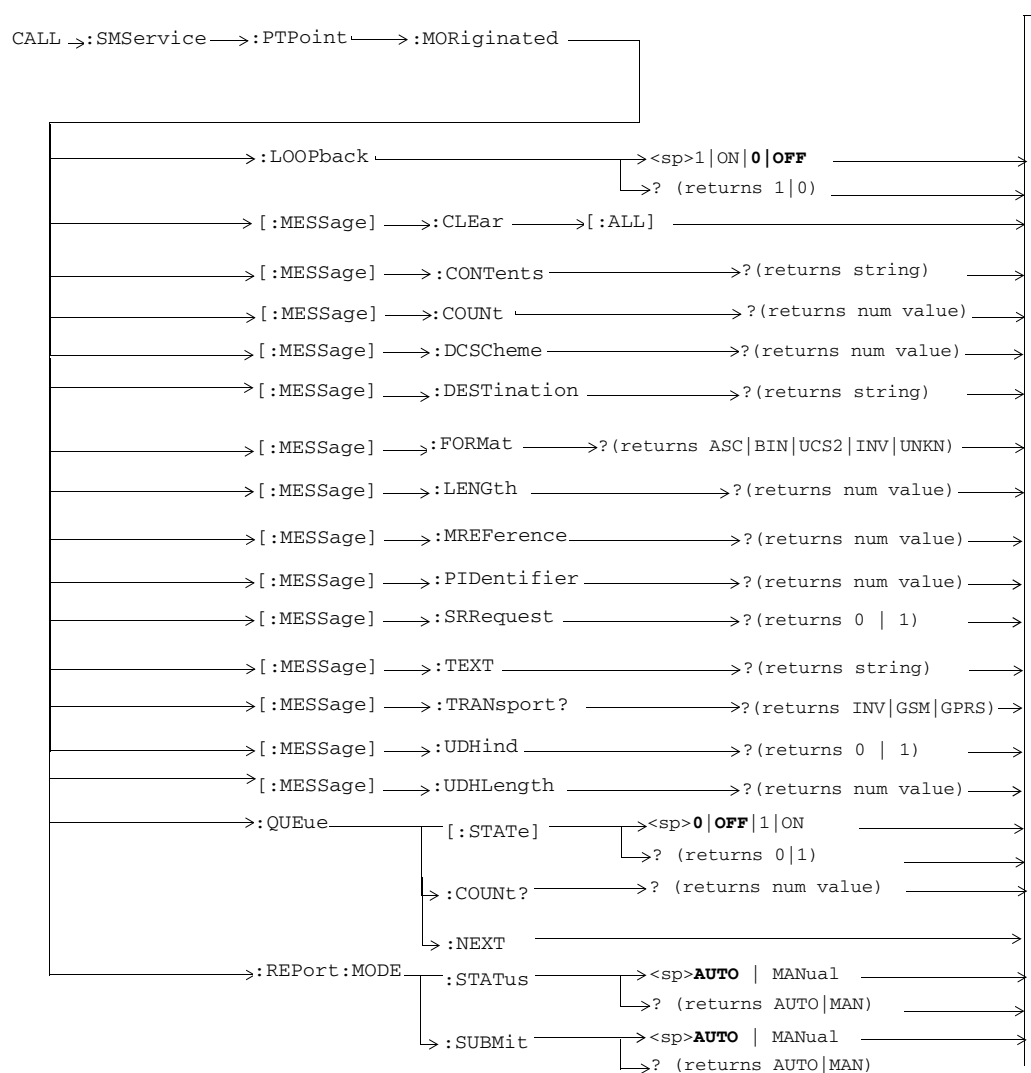 CALL :SMService :PTPoint :MORiginated
:LOOPback <sp>1|ON|0|OFF
? (returns 1|0)
[:MESSage] :CLEar [:ALL]
[:MESSage] :CONTents ?(returns string)
[:MESSage] :COUNt ?(returns num value)
[:MESSage] :DCSCheme ?(returns num value)
[:MESSage] :DESTination ?(returns string)
[:MESSage] :FORMat ?(returns ASC|BIN|UCS2|INV|UNKN)
[:MESSage] :LENGth ?(returns num value)
[:MESSage] :MREFerence ?(returns num value)
[:MESSage] :PIDentifier ?(returns num value)
[:MESSage] :SRRequest ?(returns 0 | 1)
[:MESSage] :TEXT ?(returns string)
[:MESSage] :TRANsport? ?(returns INV|GSM|GPRS)
[:MESSage] :UDHind ?(returns 0 | 1)
[:MESSage] :UDHLength ?(returns num value)
:QUEue [:STATe] <sp>0|OFF|1|ON
? (returns 0|1)
:COUNt? ? (returns num value)
:NEXT
:REPort:MODE :STATus <sp>AUTO | MANual
? (returns AUTO|MAN)
:SUBMit <sp>AUTO | MANual
? (returns AUTO|MAN)